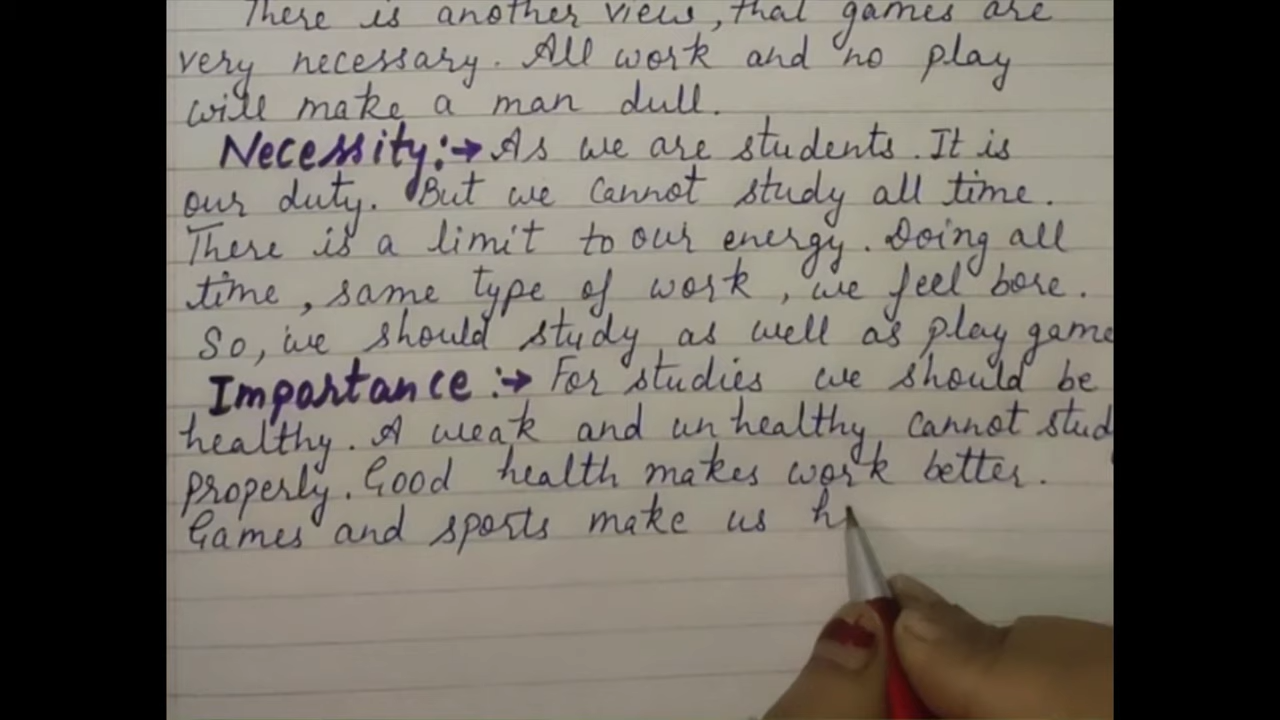 There is another view, that games are
very necessary. All work and no play
will make a man dull.
Necessity:→ As we are students. It is
our duty. But we cannot study all time.
There is a limit to our energy. Doing all
time, same type of work, we feel bore.
So, we should study as well as play game
Importance:→ For studies we should be
healthy. A weak and unhealthy cannot stud
properly. Good health makes work better.
Games and sports make us h